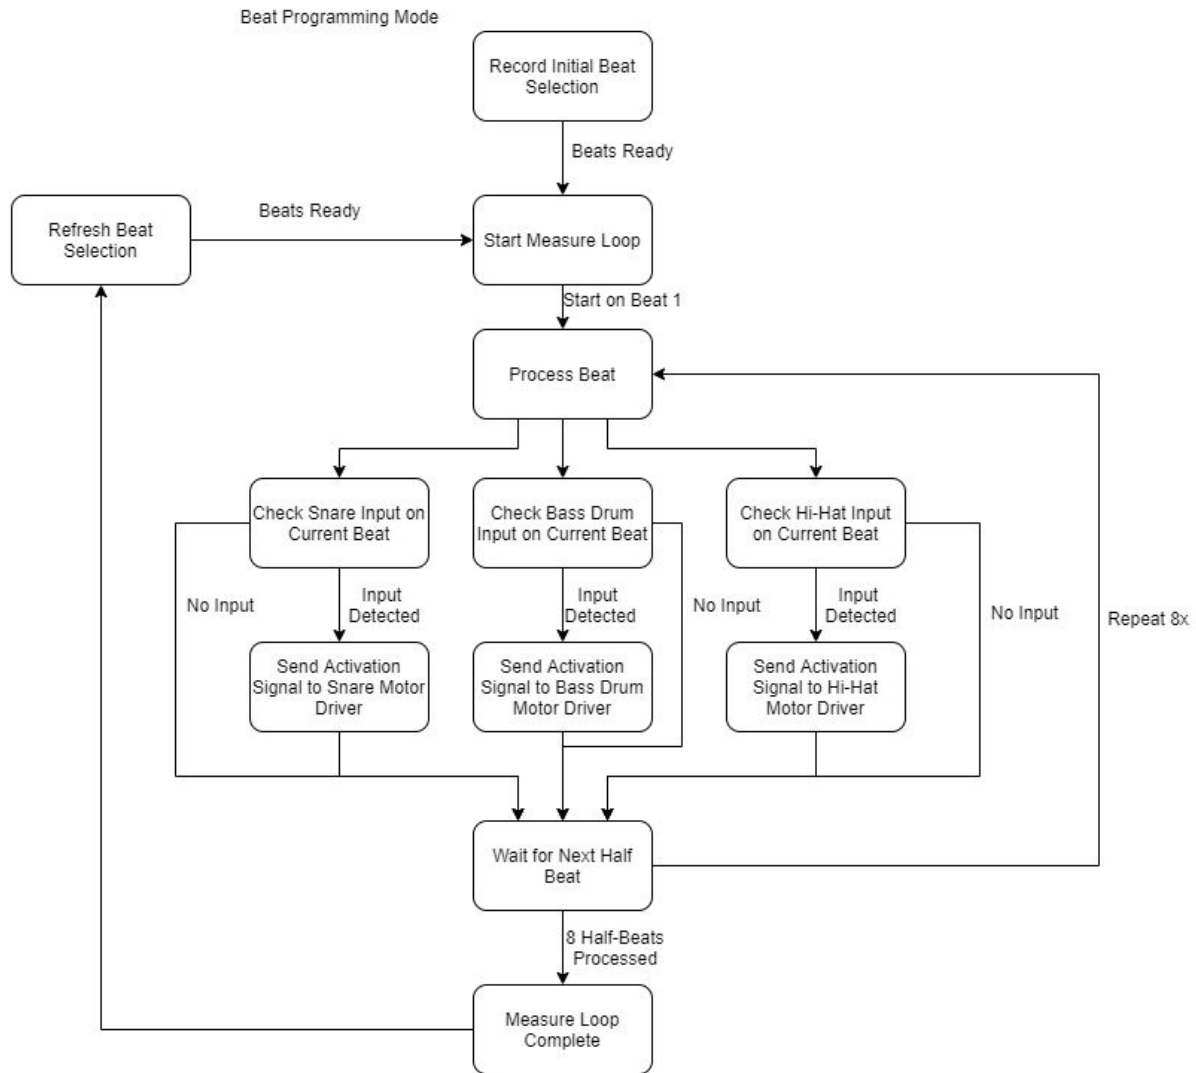 Beat Programming Mode
Record Initial Beat
Selection
Beats Ready
Refresh Beat
Selection
Beats Ready
Start Measure Loop
Start on Beat 1
Process Beat
Check Snare Input on
Current Beat
Check Bass Drum
Input on Current Beat
Check Hi-Hat Input
on Current Beat
No Input
Input
Detected
Input
Detected
No Input
Input
Detected
No Input
Repeat 8x
Send Activation
Signal to Snare Motor
Driver
Send Activation
Signal to Bass Drum
Motor Driver
Send Activation
Signal to Hi-Hat
Motor Driver
Wait for Next Half
Beat
8 Half-Beats
Processed
Measure Loop
Complete